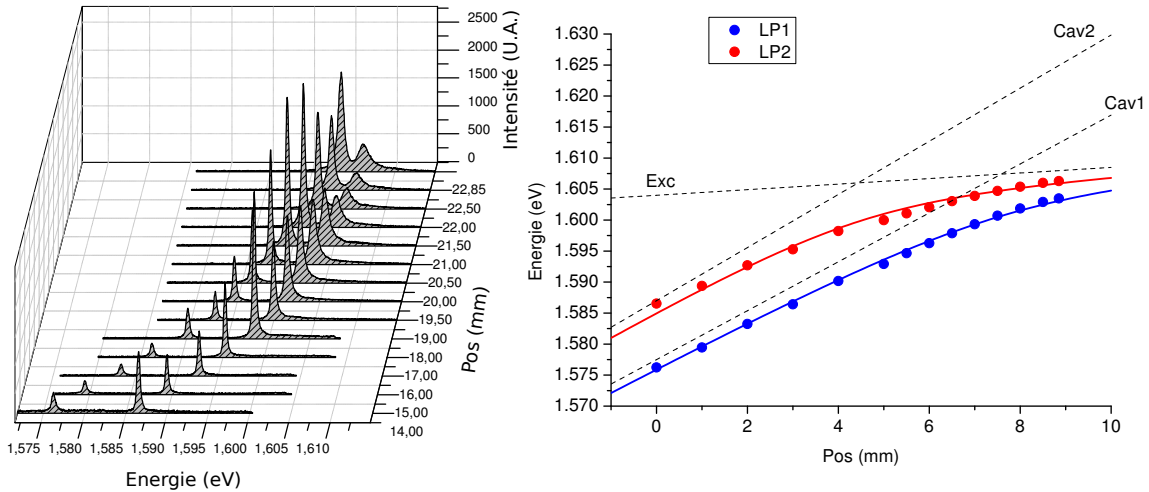 2500
2000
1500
1000
500
0
Intensité (U.A.)
22,85
22,50
22,00
21,50
21,00
20,50
20,00
19,50
19,00
18,00
17,00
16,00
15,00
14,00
Pos (mm)
1,575 1,580 1,585 1,590 1,595 1,600 1,605 1,610
Energie (eV)
LP1
LP2
Cav2
Cav1
Exc
1.630
1.625
1.620
1.615
1.610
1.605
1.600
1.595
1.590
1.585
1.580
1.575
1.570
Energie (eV)
0 2 4 6 8 10
Pos (mm)